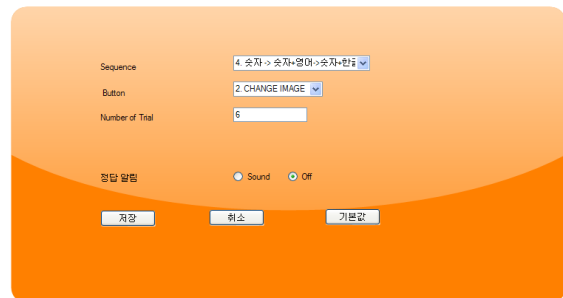 Sequence 4. 숫자 -> 숫자+영어->숫자+한글
Button 2. CHANGE IMAGE
Number of Trial 6
정답 알림 Sound Off
저장 취소 기본값